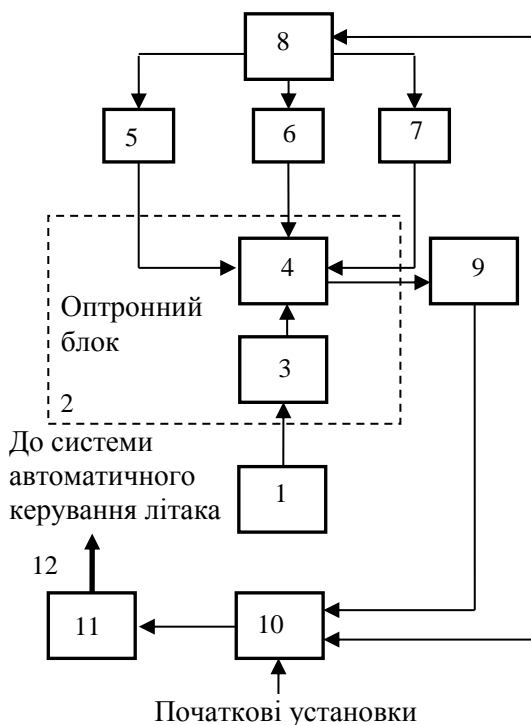 8
5
6
7
4
9
Оптронний
блок
3
2
До системи
автоматичного
керування літака
1
12
11
10
Початкові установки